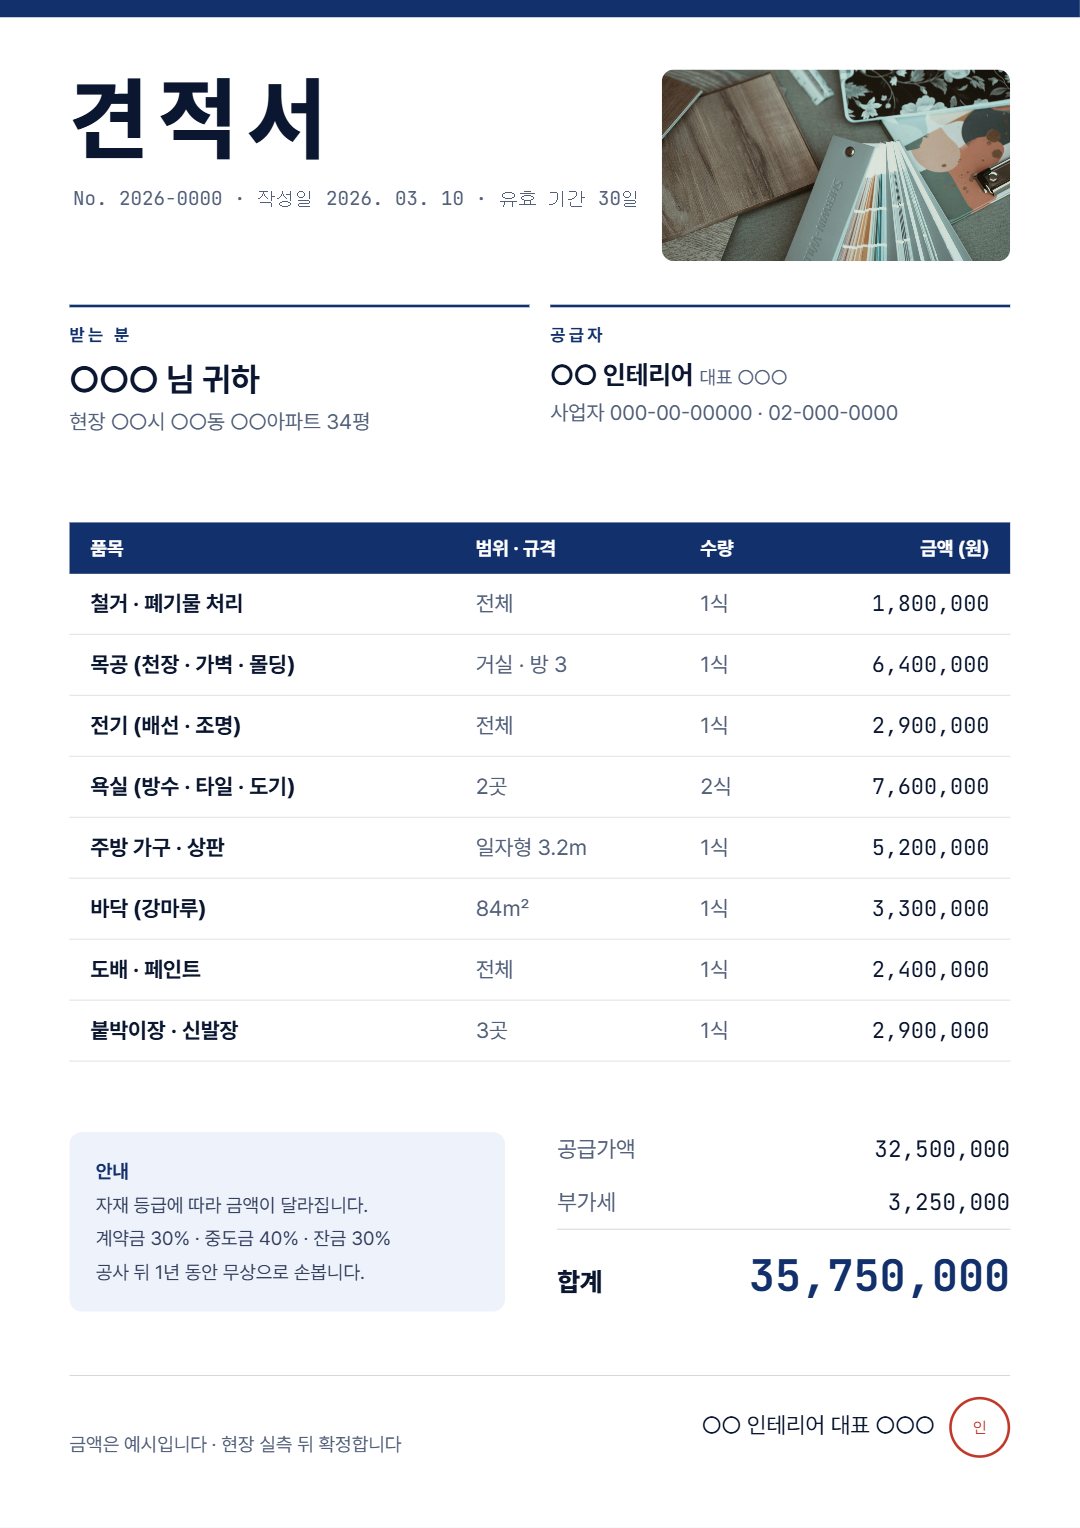 견적서
No. 2026-0000 · 작성일 2026. 03. 10 · 유효 기간 30일
받는 분
○○○ 님 귀하
현장 ○○시 ○○동 ○○아파트 34평
공급자
○○ 인테리어 대표 ○○○
사업자 000-00-00000 · 02-000-0000
품목 범위 · 규격 수량 금액 (원)
철거 · 폐기물 처리 전체 1식 1,800,000
목공 (천장 · 가벽 · 몰딩) 거실 · 방 3 1식 6,400,000
전기 (배선 · 조명) 전체 1식 2,900,000
욕실 (방수 · 타일 · 도기) 2곳 2식 7,600,000
주방 가구 · 상판 일자형 3.2m 1식 5,200,000
바닥 (강마루) 84m² 1식 3,300,000
도배 · 페인트 전체 1식 2,400,000
붙박이장 · 신발장 3곳 1식 2,900,000
안내
자재 등급에 따라 금액이 달라집니다.
계약금 30% · 중도금 40% · 잔금 30%
공사 뒤 1년 동안 무상으로 손봅니다.
공급가액 32,500,000
부가세 3,250,000
합계 35,750,000
금액은 예시입니다 · 현장 실측 뒤 확정합니다
○○ 인테리어 대표 ○○○ 인